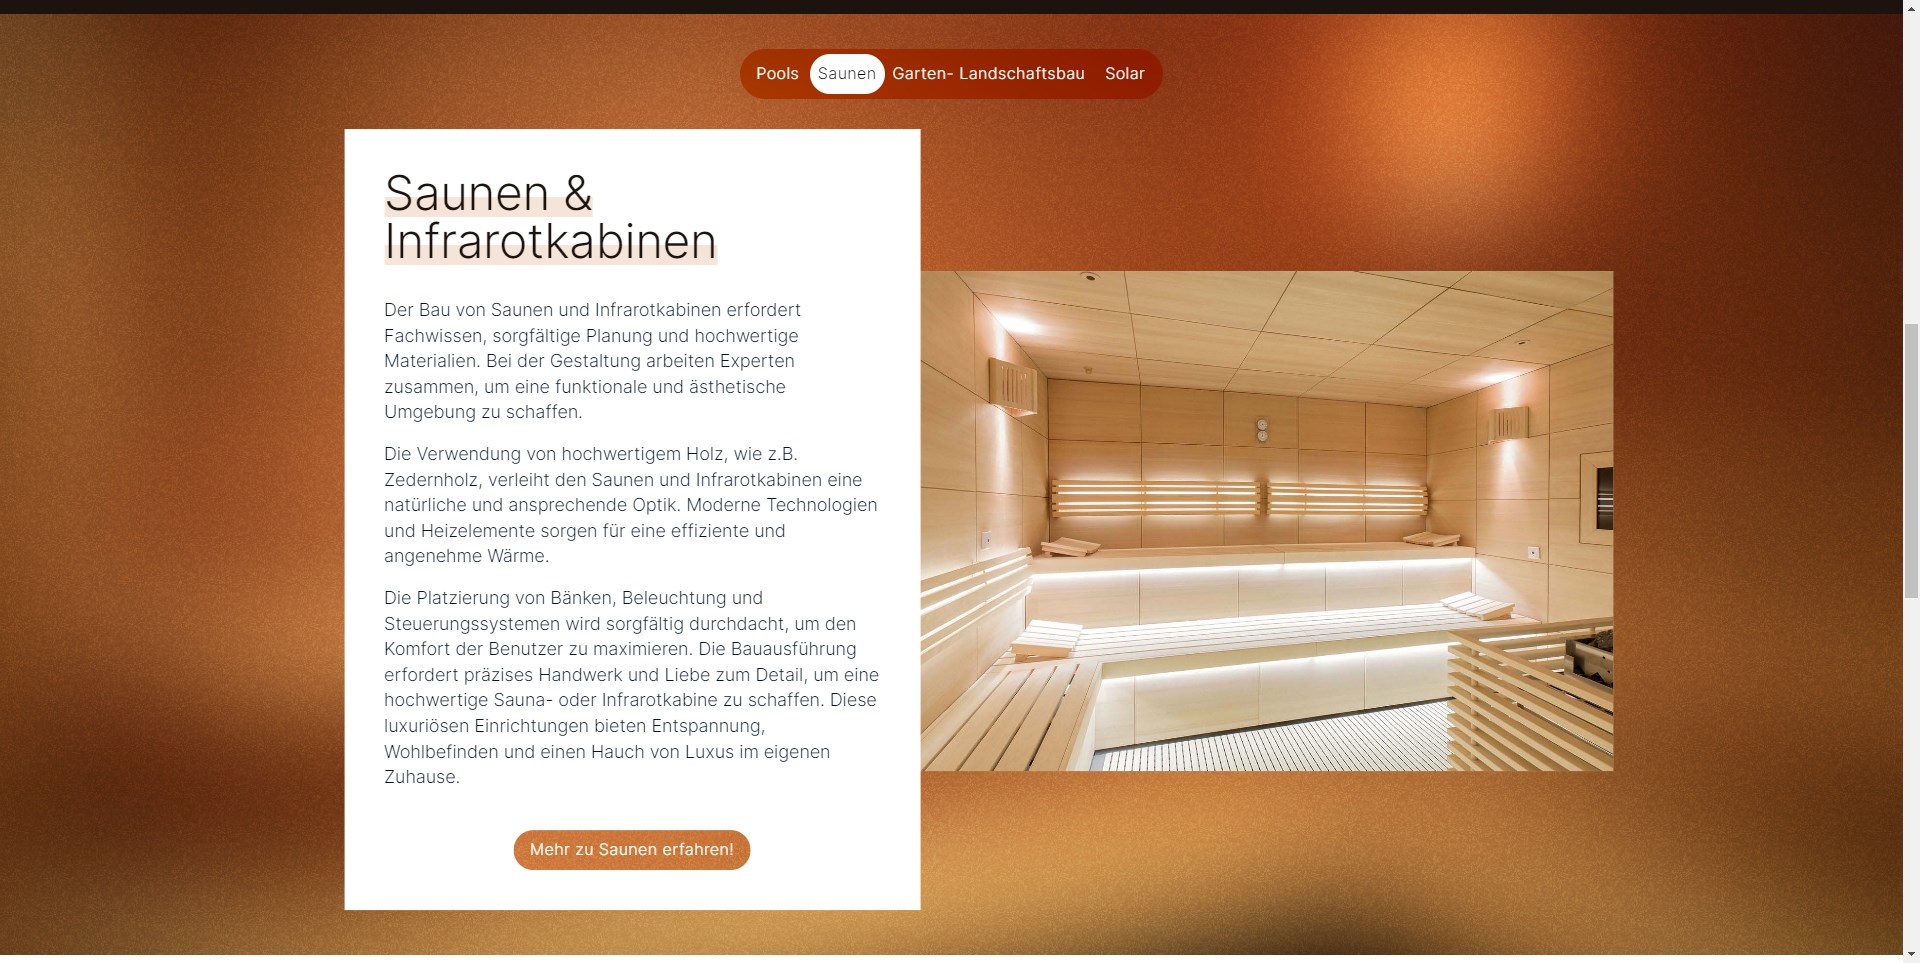 Pools Saunen Garten- Landschaftsbau Solar
Saunen &
Infrarotkabinen
Der Bau von Saunen und Infrarotkabinen erfordert
Fachwissen, sorgfältige Planung und hochwertige
Materialien. Bei der Gestaltung arbeiten Experten
zusammen, um eine funktionale und ästhetische
Umgebung zu schaffen.
Die Verwendung von hochwertigem Holz, wie z.B.
Zedernholz, verleiht den Saunen und Infrarotkabinen eine
natürliche und ansprechende Optik. Moderne Technologien
und Heizelemente sorgen für eine effiziente und
angenehme Wärme.
Die Platzierung von Bänken, Beleuchtung und
Steuerungssystemen wird sorgfältig durchdacht, um den
Komfort der Benutzer zu maximieren. Die Bauausführung
erfordert präzises Handwerk und Liebe zum Detail, um eine
hochwertige Sauna- oder Infrarotkabine zu schaffen. Diese
luxuriösen Einrichtungen bieten Entspannung,
Wohlbefinden und einen Hauch von Luxus im eigenen
Zuhause.
Mehr zu Saunen erfahren!